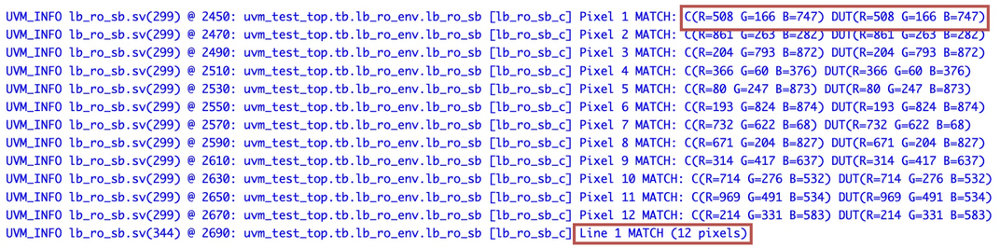 UVM_INFO lb_ro_sb.sv(299) @ 2450: uvm_test_top.tb.lb_ro_env.lb_ro_sb [lb_ro_sb_c] Pixel 1 MATCH: C(R=508 G=166 B=747) DUT(R=508 G=166 B=747)
UVM_INFO lb_ro_sb.sv(299) @ 2470: uvm_test_top.tb.lb_ro_env.lb_ro_sb [lb_ro_sb_c] Pixel 2 MATCH: C(R=861 G=263 B=282) DUT(R=861 G=263 B=282)
UVM_INFO lb_ro_sb.sv(299) @ 2490: uvm_test_top.tb.lb_ro_env.lb_ro_sb [lb_ro_sb_c] Pixel 3 MATCH: C(R=204 G=793 B=872) DUT(R=204 G=793 B=872)
UVM_INFO lb_ro_sb.sv(299) @ 2510: uvm_test_top.tb.lb_ro_env.lb_ro_sb [lb_ro_sb_c] Pixel 4 MATCH: C(R=366 G=60 B=376) DUT(R=366 G=60 B=376)
UVM_INFO lb_ro_sb.sv(299) @ 2530: uvm_test_top.tb.lb_ro_env.lb_ro_sb [lb_ro_sb_c] Pixel 5 MATCH: C(R=80 G=247 B=873) DUT(R=80 G=247 B=873)
UVM_INFO lb_ro_sb.sv(299) @ 2550: uvm_test_top.tb.lb_ro_env.lb_ro_sb [lb_ro_sb_c] Pixel 6 MATCH: C(R=193 G=824 B=874) DUT(R=193 G=824 B=874)
UVM_INFO lb_ro_sb.sv(299) @ 2570: uvm_test_top.tb.lb_ro_env.lb_ro_sb [lb_ro_sb_c] Pixel 7 MATCH: C(R=732 G=622 B=68) DUT(R=732 G=622 B=68)
UVM_INFO lb_ro_sb.sv(299) @ 2590: uvm_test_top.tb.lb_ro_env.lb_ro_sb [lb_ro_sb_c] Pixel 8 MATCH: C(R=671 G=204 B=827) DUT(R=671 G=204 B=827)
UVM_INFO lb_ro_sb.sv(299) @ 2610: uvm_test_top.tb.lb_ro_env.lb_ro_sb [lb_ro_sb_c] Pixel 9 MATCH: C(R=314 G=417 B=637) DUT(R=314 G=417 B=637)
UVM_INFO lb_ro_sb.sv(299) @ 2630: uvm_test_top.tb.lb_ro_env.lb_ro_sb [lb_ro_sb_c] Pixel 10 MATCH: C(R=714 G=276 B=532) DUT(R=714 G=276 B=532)
UVM_INFO lb_ro_sb.sv(299) @ 2650: uvm_test_top.tb.lb_ro_env.lb_ro_sb [lb_ro_sb_c] Pixel 11 MATCH: C(R=969 G=491 B=534) DUT(R=969 G=491 B=534)
UVM_INFO lb_ro_sb.sv(299) @ 2670: uvm_test_top.tb.lb_ro_env.lb_ro_sb [lb_ro_sb_c] Pixel 12 MATCH: C(R=214 G=331 B=583) DUT(R=214 G=331 B=583)
UVM_INFO lb_ro_sb.sv(344) @ 2690: uvm_test_top.tb.lb_ro_env.lb_ro_sb [lb_ro_sb_c] Line 1 MATCH (12 pixels)